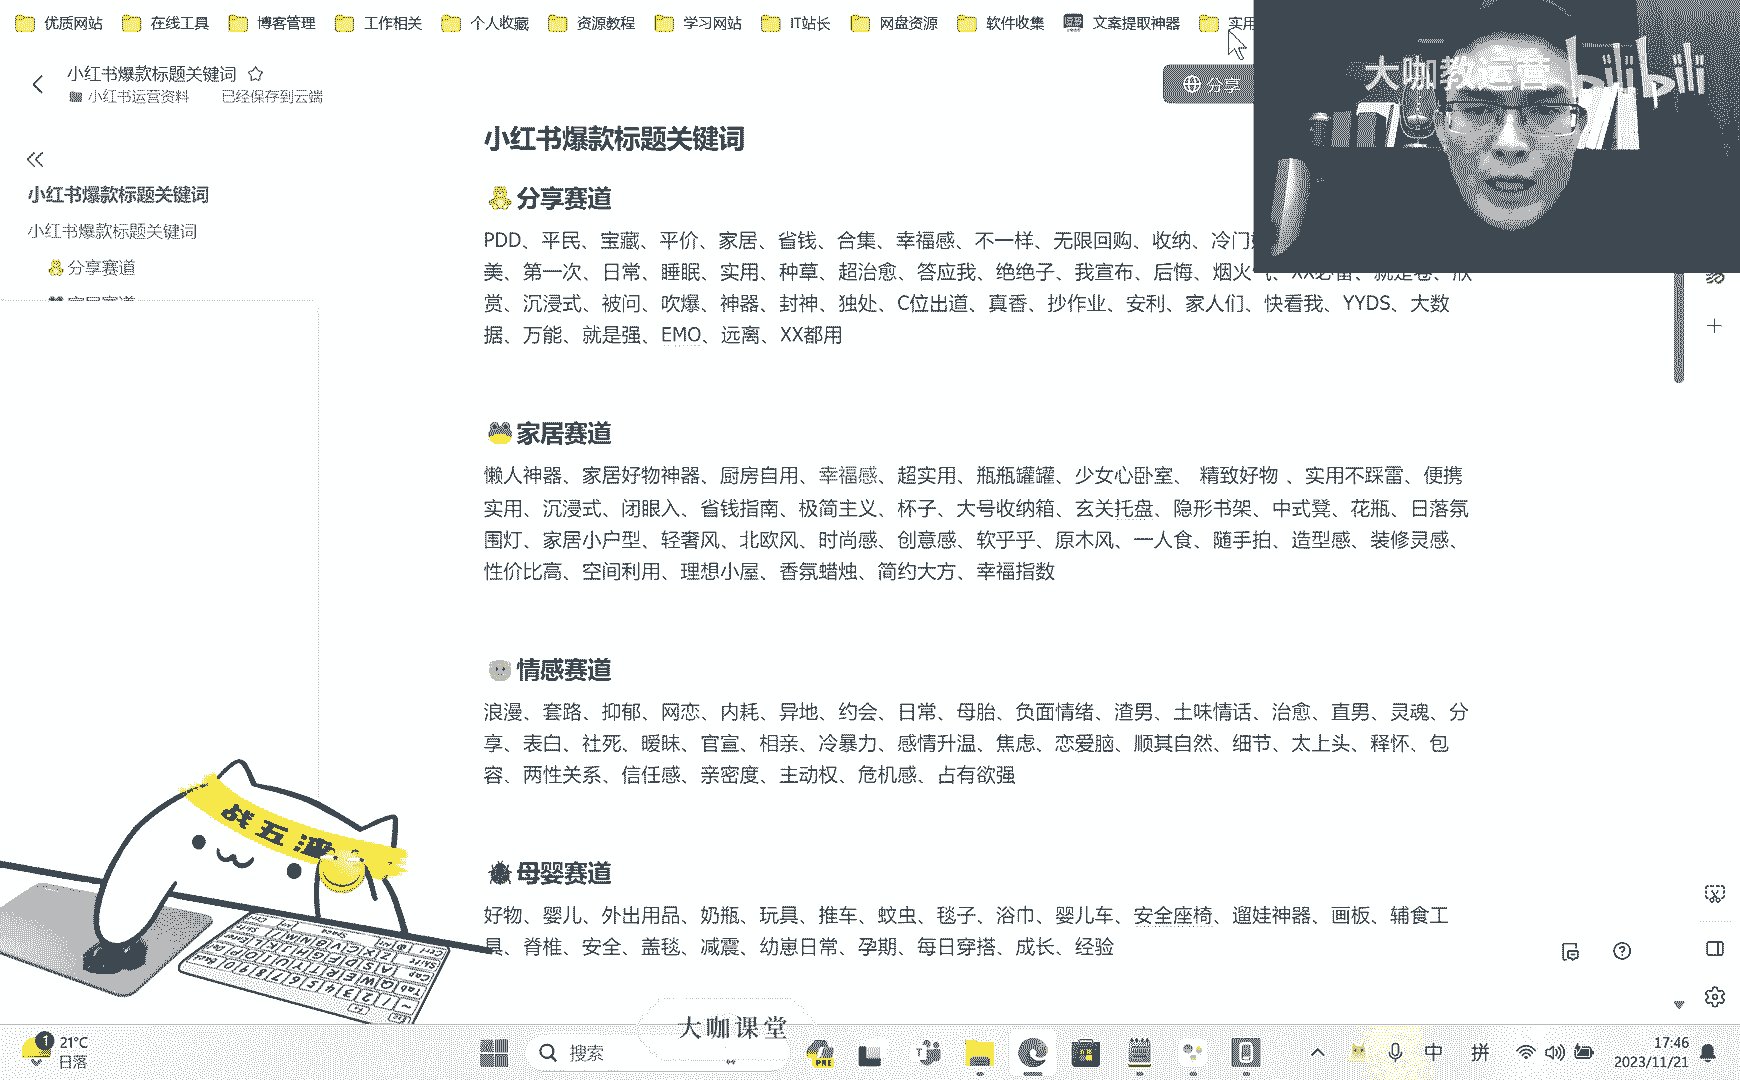 优质网站 在线工具 博客管理 工作相关 个人收藏 资源教程 学习网站 IT站长 网盘资源 软件收集 文案提取神器 实用
小红书爆款标题关键词
小红书运营资料 已经保存到云端
分享
大咖教运营 bilibili
小红书爆款标题关键词
小红书爆款标题关键词
分享赛道
小红书爆款标题关键词
分享赛道
PDD、平民、宝藏、平价、家居、省钱、合集、幸福感、不一样、无限回购、收纳、冷门
美、第一次、日常、睡眠、实用、种草、超治愈、答应我、绝绝子、我宣布、后悔、烟火
赏、沉浸式、被问、吹爆、神器、封神、独处、C位出道、真香、抄作业、安利、家人们、快看我、YYDS、大数
据、万能、就是强、EMO、远离、XX都用
家居赛道
懒人神器、家居好物神器、厨房自用、幸福感、超实用、瓶瓶罐罐、少女心卧室、 精致好物 、实用不踩雷、便携
实用、沉浸式、闭眼入、省钱指南、极简主义、杯子、大号收纳箱、玄关托盘、隐形书架、中式凳、花瓶、日落氛
围灯、家居小户型、轻奢风、北欧风、时尚感、创意感、软乎乎、原木风、一人食、随手拍、造型感、装修灵感、
性价比高、空间利用、理想小屋、香氛蜡烛、简约大方、幸福指数
情感赛道
浪漫、套路、抑郁、网恋、内耗、异地、约会、日常、母胎、负面情绪、渣男、土味情话、治愈、直男、灵魂、分
享、表白、社死、暧昧、官宣、相亲、冷暴力、感情升温、焦虑、恋爱脑、顺其自然、细节、太上头、释怀、包
容、两性关系、信任感、亲密度、主动权、危机感、占有欲强
母婴赛道
好物、婴儿、外出用品、奶瓶、玩具、推车、蚊虫、毯子、浴巾、婴儿车、安全座椅、遛娃神器、画板、辅食工
具、脊椎、安全、盖毯、减震、幼崽日常、孕期、每日穿搭、成长、经验
战五渣
大咖课堂
1 21°C
日落
搜索
PRE
中 拼
17:46
2023/11/21